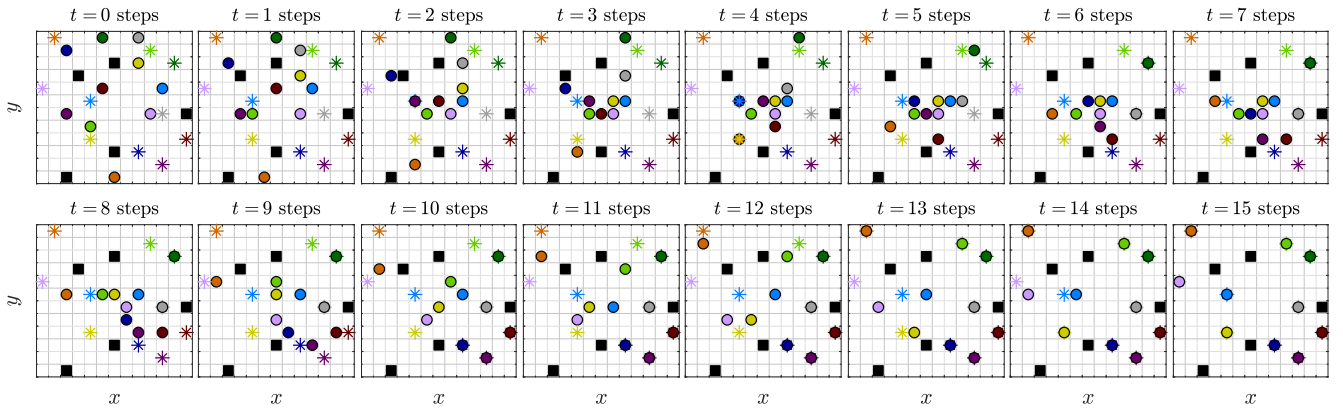 t = 0 steps
t = 1 steps
t = 2 steps
t = 3 steps
t = 4 steps
t = 5 steps
t = 6 steps
t = 7 steps
y
t = 8 steps
t = 9 steps
t = 10 steps
t = 11 steps
t = 12 steps
t = 13 steps
t = 14 steps
t = 15 steps
y
x
x
x
x
x
x
x
x